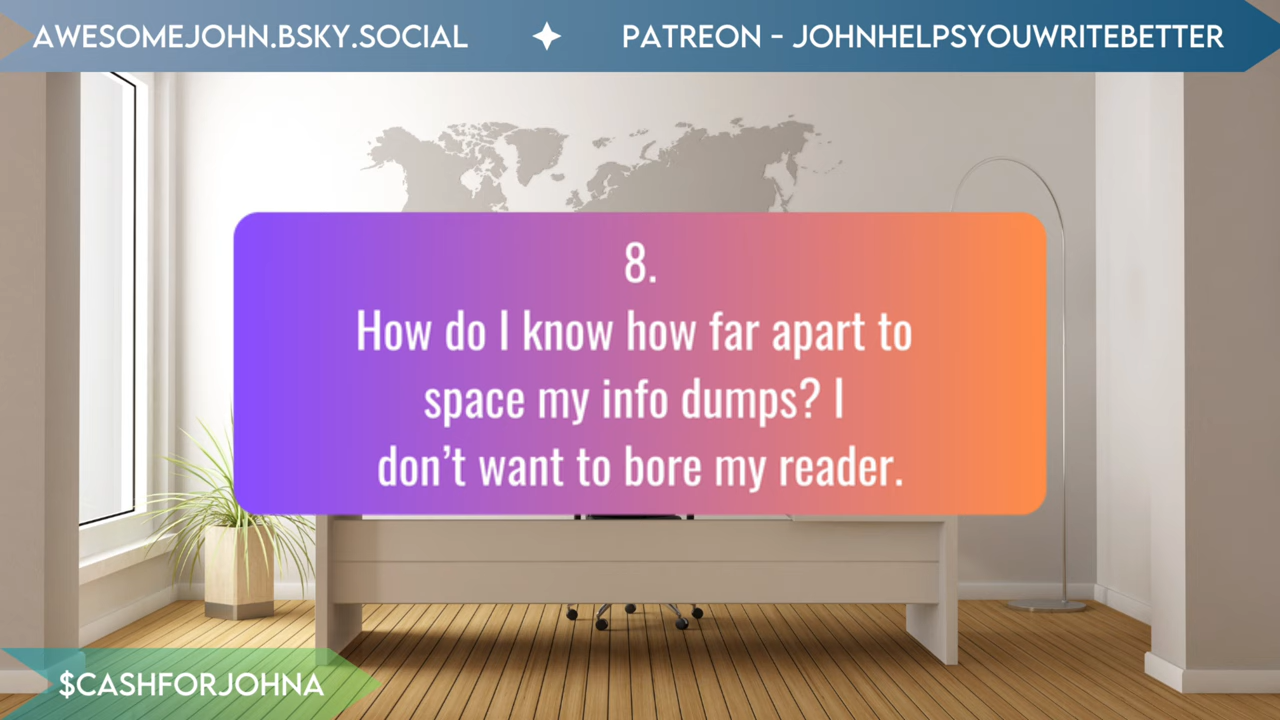 AWESOMEJOHN.BSKY.SOCIAL
PATREON - JOHNHELPSYOUWRITEBETTER
8.
How do I know how far apart to
space my info dumps? I
don’t want to bore my reader.
$CASHFORJOHNA